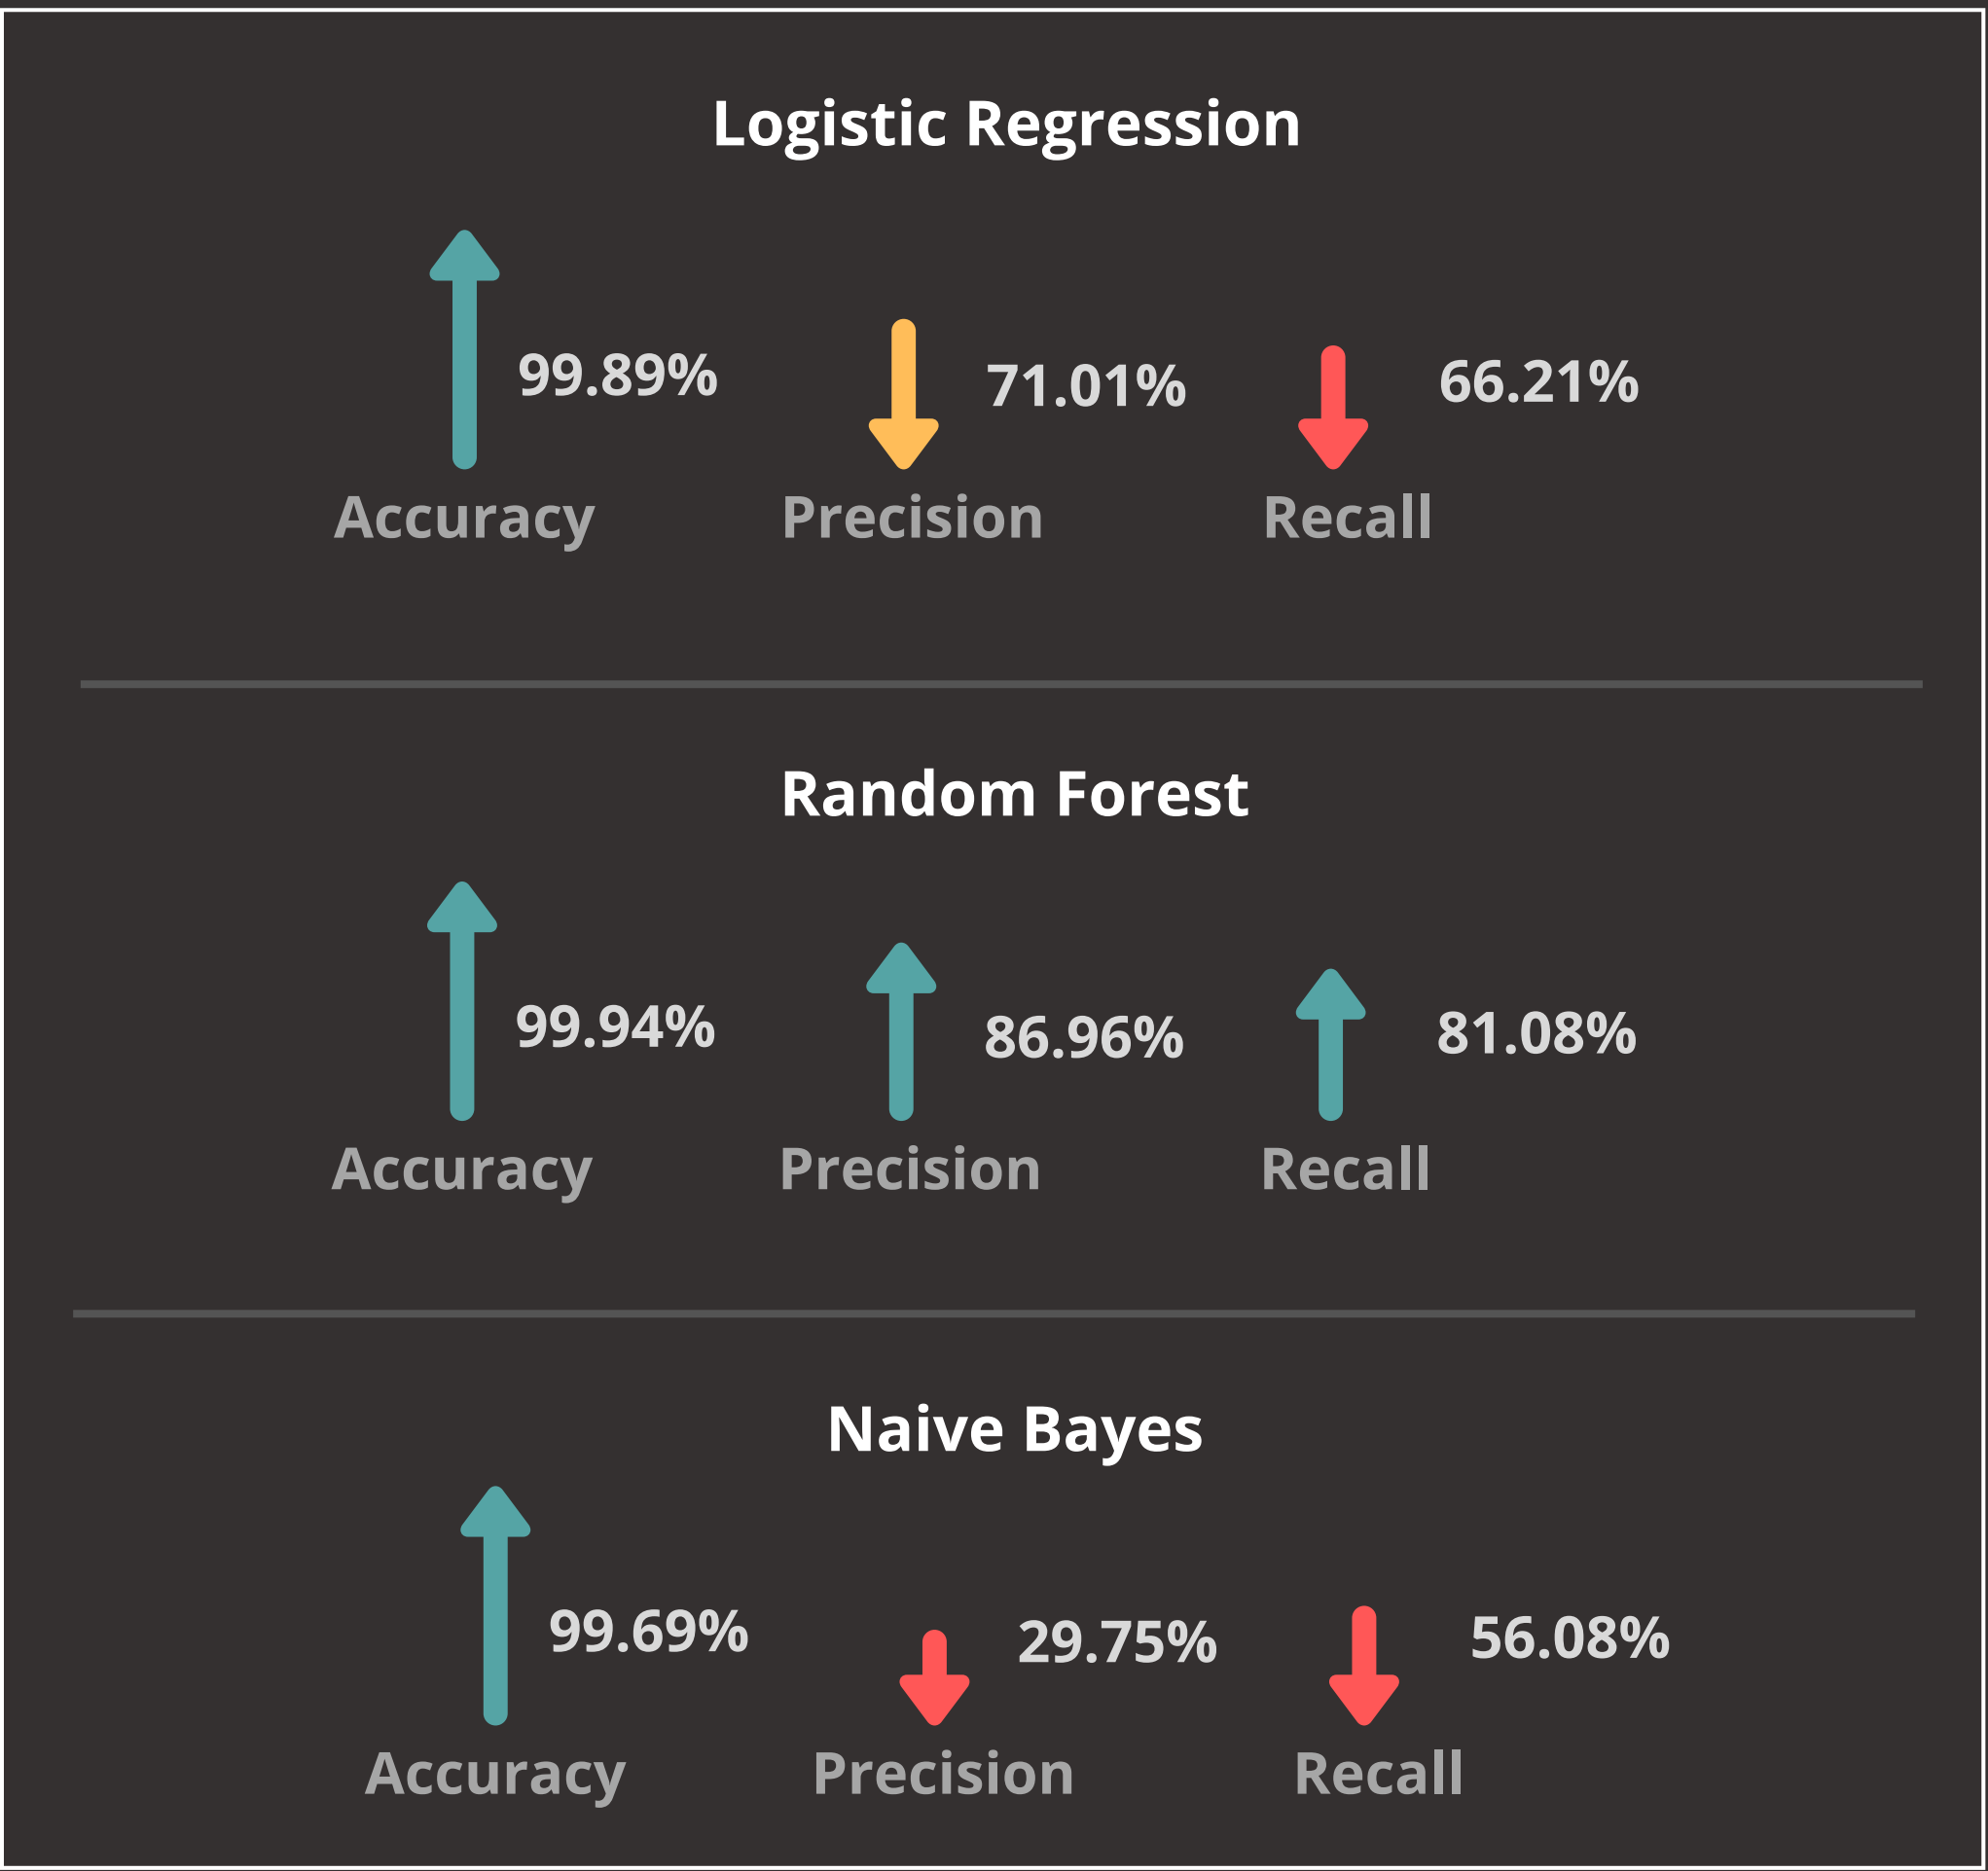 Logistic Regression
99.89%
71.01%
66.21%
Accuracy
Precision
Recall
Random Forest
99.94%
86.96%
81.08%
Accuracy
Precision
Recall
Naive Bayes
99.69%
29.75%
56.08%
Accuracy
Precision
Recall